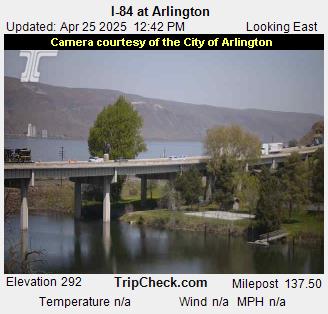 I-84 at Arlington
Updated: Apr 25 2025 12:42 PM Looking East
Camera courtesy of the City of Arlington
Elevation 292 TripCheck.com Milepost 137.50
Temperature n/a Wind n/a MPH n/a